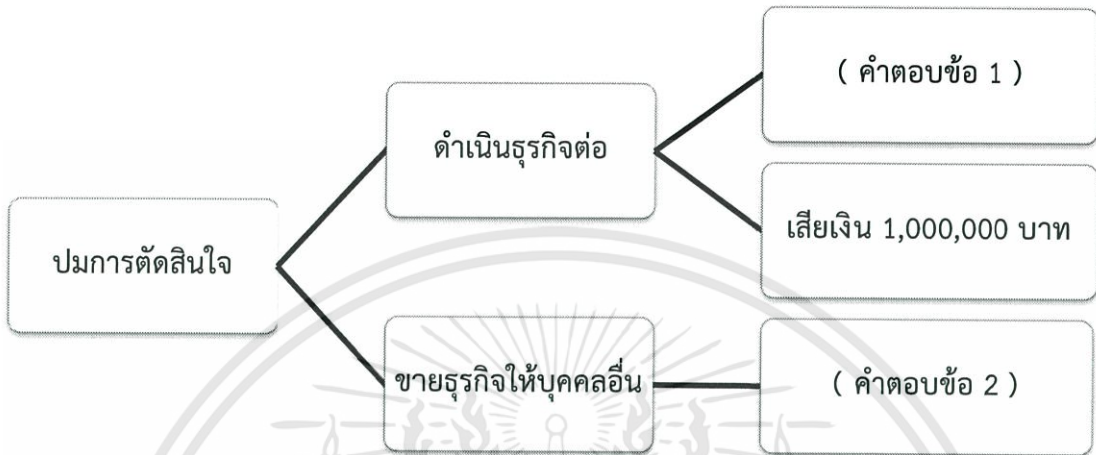 ( คำตอบข้อ 1 )
ดำเนินธุรกิจต่อ
เสียเงิน 1,000,000 บาท
ปมการตัดสินใจ
ขายธุรกิจให้บุคคลอื่น
( คำตอบข้อ 2 )